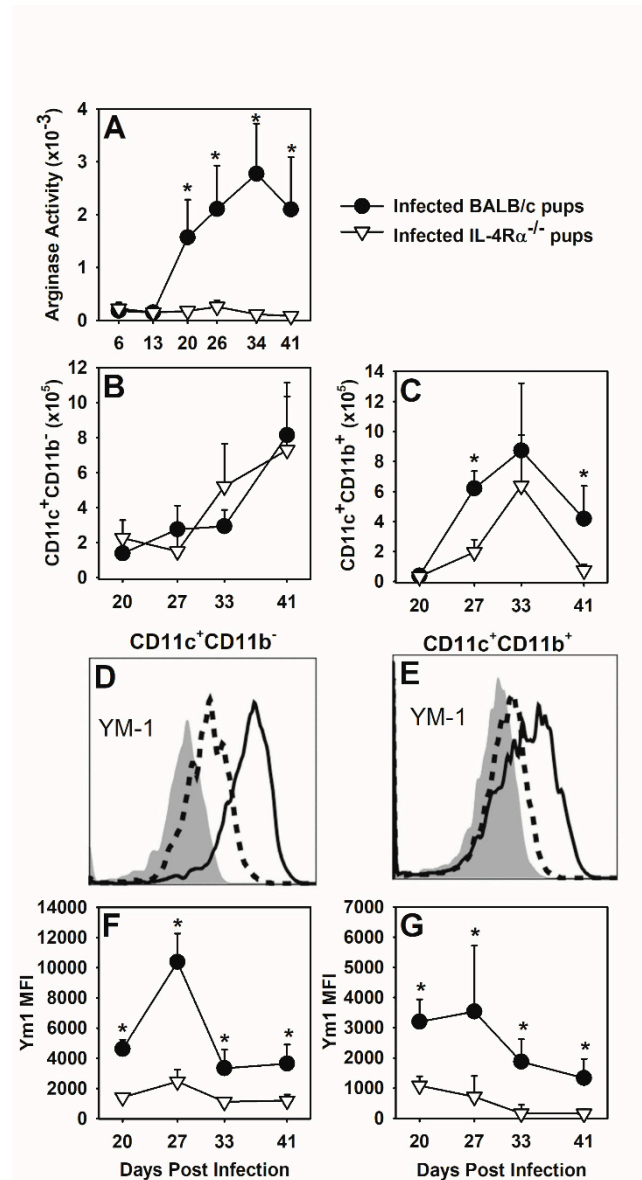 A
Arginase Activity (x10⁻³)
4
3
2
1
0
6 13 20 26 34 41
* * * *
Infected BALB/c pups
Infected IL-4Rα⁻/⁻ pups
B
CD11c⁺CD11b⁻ (x10⁵)
12
10
8
6
4
2
0
20 27 33 41
C
CD11c⁺CD11b⁺ (x10⁵)
14
12
10
8
6
4
2
0
* *
20 27 33 41
CD11c⁺CD11b⁻
D
YM-1
CD11c⁺CD11b⁺
E
YM-1
F
Ym1 MFI
14000
12000
10000
8000
6000
4000
2000
0
* * * *
20 27 33 41
Days Post Infection
G
Ym1 MFI
7000
6000
5000
4000
3000
2000
1000
0
* * * *
20 27 33 41
Days Post Infection